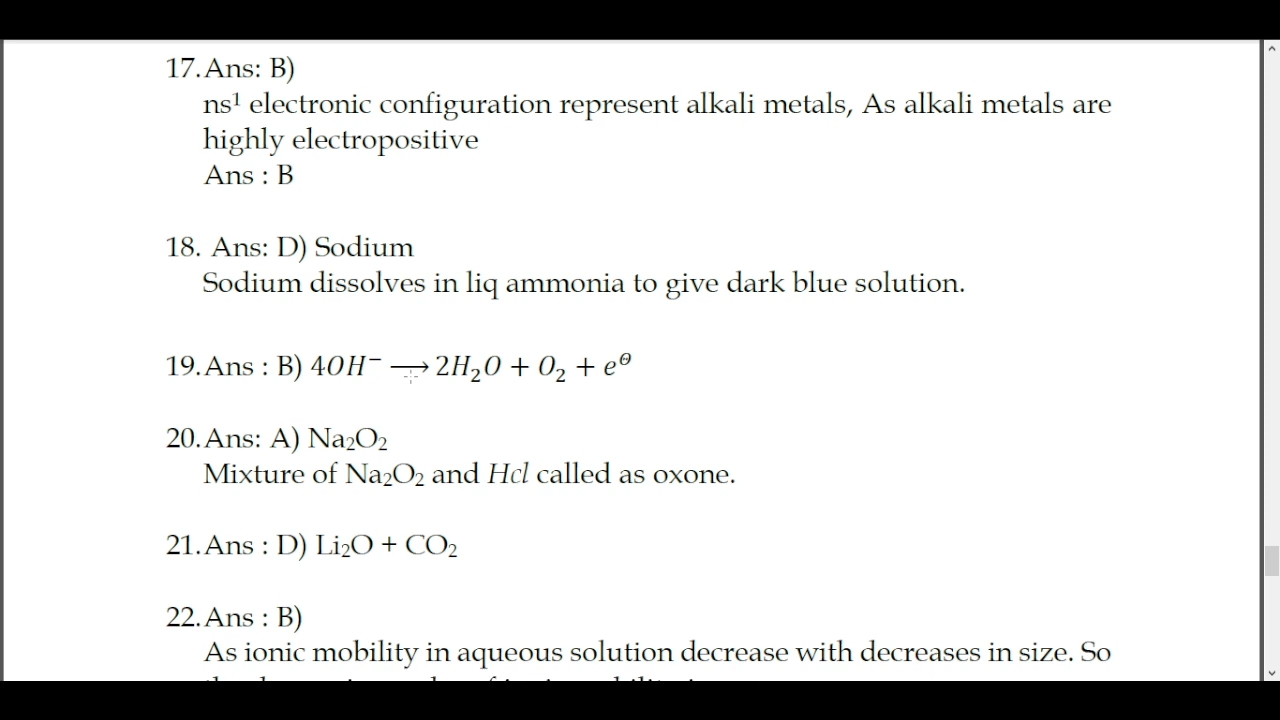 17. Ans: B)
ns¹ electronic configuration represent alkali metals, As alkali metals are
highly electropositive
Ans : B
18. Ans: D) Sodium
Sodium dissolves in liq ammonia to give dark blue solution.
19. Ans : B) 4OH⁻ ⟶ 2H₂O + O₂ + e^Θ
20. Ans: A) Na₂O₂
Mixture of Na₂O₂ and Hcl called as oxone.
21. Ans : D) Li₂O + CO₂
22. Ans : B)
As ionic mobility in aqueous solution decrease with decreases in size. So